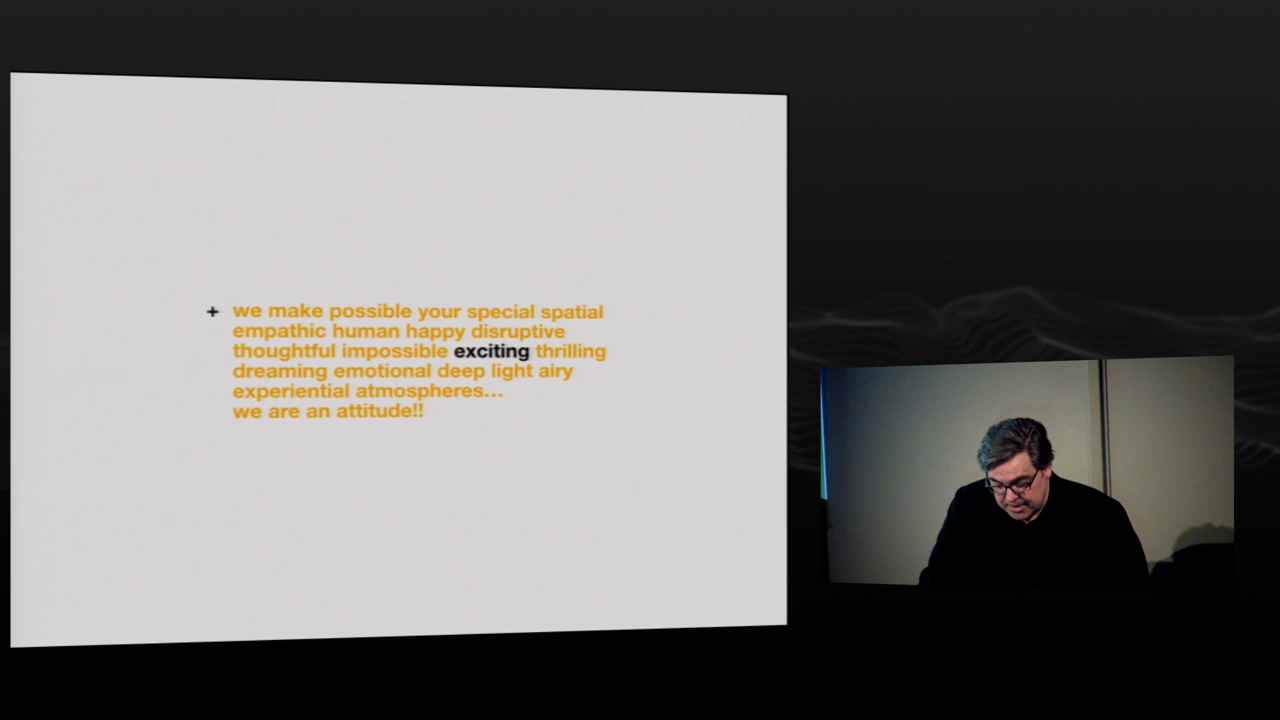 + we make possible your special spatial
empathic human happy disruptive
thoughtful impossible exciting thrilling
dreaming emotional deep light airy
experiential atmospheres...
we are an attitude!!